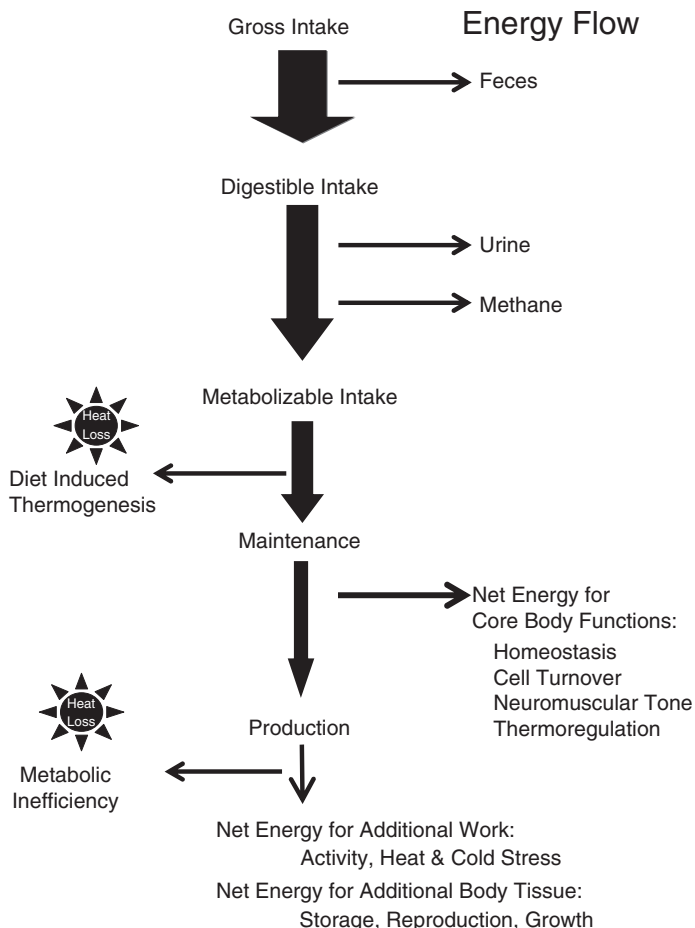 Gross Intake
Energy Flow
Feces
Digestible Intake
Urine
Methane
Metabolizable Intake
Heat
Loss
Diet Induced
Thermogenesis
Maintenance
Net Energy for
Core Body Functions:
Homeostasis
Cell Turnover
Neuromuscular Tone
Thermoregulation
Heat
Loss
Production
Metabolic
Inefficiency
Net Energy for Additional Work:
Activity, Heat & Cold Stress
Net Energy for Additional Body Tissue:
Storage, Reproduction, Growth